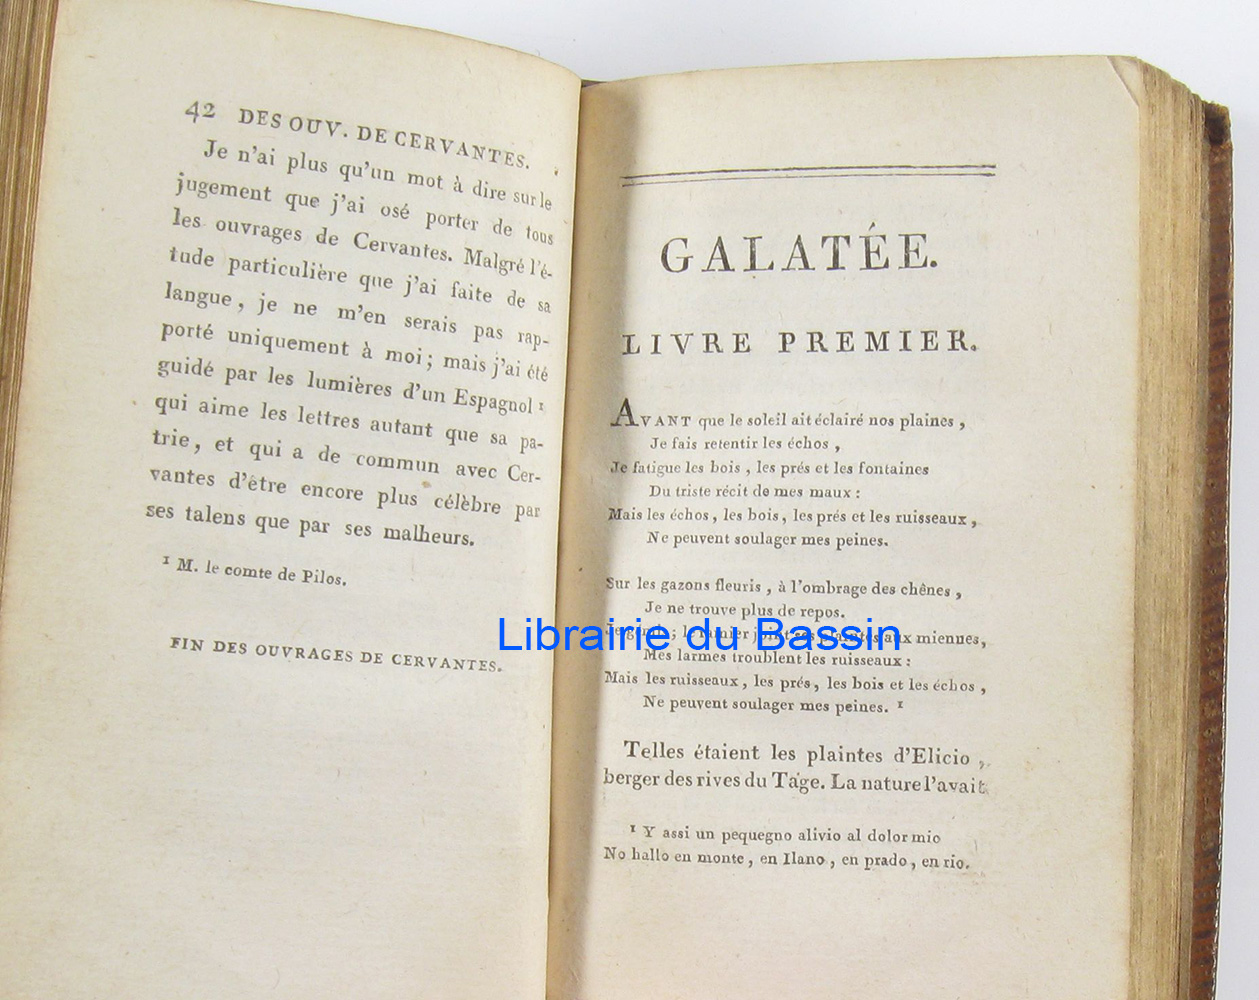 42 DES OUV. DE CERVANTES.
Je n'ai plus qu'un mot à dire sur le
jugement que j'ai osé porter de tous
les ouvrages de Cervantes. Malgré l'é-
tude particulière que j'ai faite de sa
langue, je ne m'en serais pas rap-
porté uniquement à moi; mais j'ai été
guidé par les lumières d'un Espagnol 1
qui aime les lettres autant que sa pa-
trie, et qui a de commun avec Cer-
vantes d'être encore plus célèbre par
ses talens que par ses malheurs.
1 M. le comte de Pilos.
FIN DES OUVRAGES DE CERVANTES.
GALATÉE.
LIVRE PREMIER.
AVANT que le soleil ait éclairé nos plaines,
Je fais retentir les échos,
Je fatigue les bois, les prés et les fontaines
Du triste récit de mes maux:
Mais les échos, les bois, les prés et les ruisseaux,
Ne peuvent soulager mes peines.
Sur les gazons fleuris, à l'ombrage des chênes,
Je ne trouve plus de repos.
Je gémis; le ramier joint ses plaintes aux miennes,
Librairie du Bassin
Mes larmes troublent les ruisseaux:
Mais les ruisseaux, les prés, les bois et les échos,
Ne peuvent soulager mes peines. 1
Telles étaient les plaintes d'Elicio,
berger des rives du Tage. La nature l'avait
1 Y assi un pequegno alivio al dolor mio
No hallo en monte, en llano, en prado, en rio.